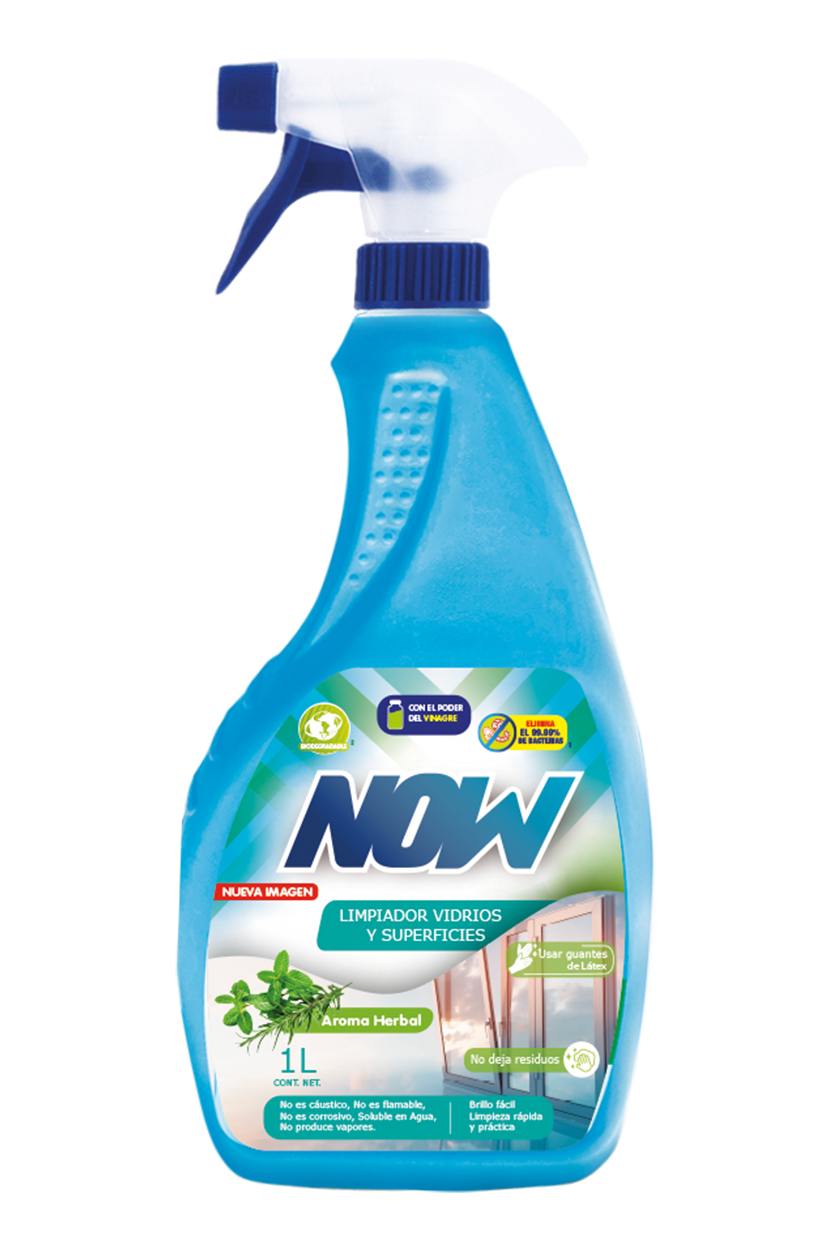 CON EL PODER
DEL VINAGRE
BIODEGRADABLE
ELIMINA
EL 99.99%
DE BACTERIAS
NOW
NUEVA IMAGEN
LIMPIADOR VIDRIOS
Y SUPERFICIES
Usar guantes
de Látex
Aroma Herbal
No deja residuos
1L
CONT. NET.
No es cáustico, No es flamable,
No es corrosivo, Soluble en Agua,
No produce vapores.
Brillo fácil
Limpieza rápida
y práctica